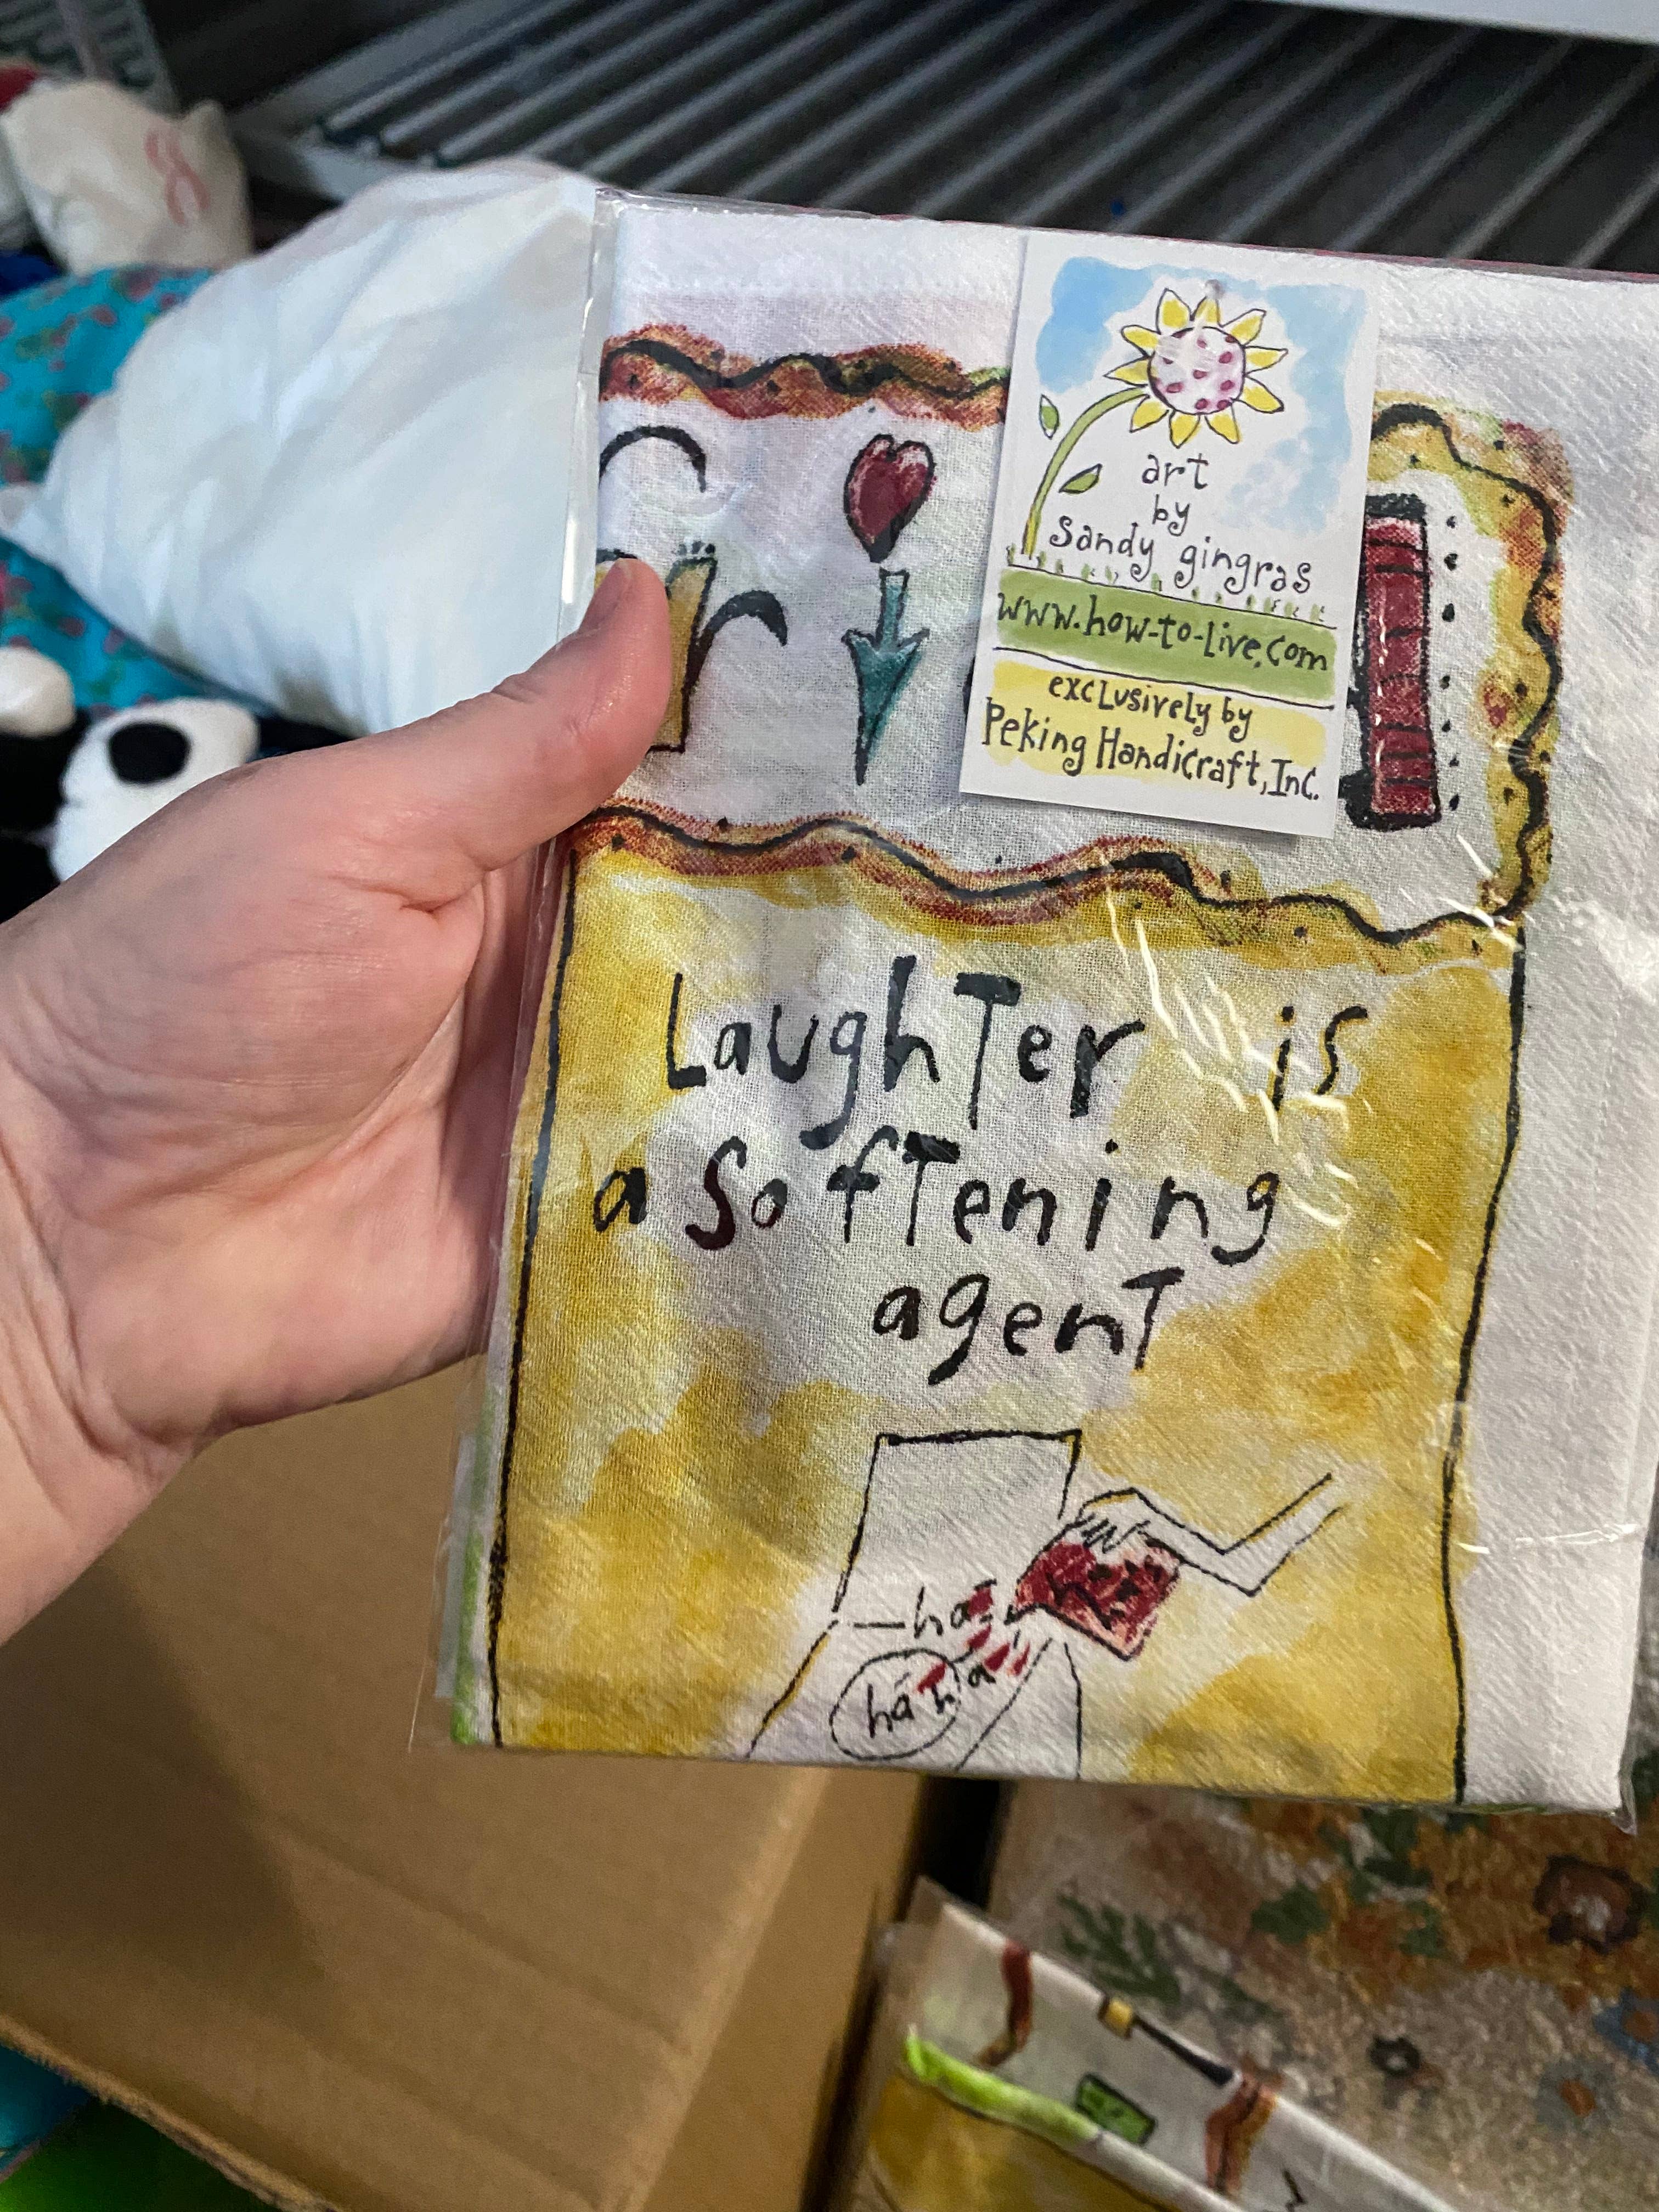 art
by
Sandy gingras
www.how-to-live.com
exclusively by
Peking Handicraft, Inc.
Laughter is
a softening
agent
ha
ha ha
8